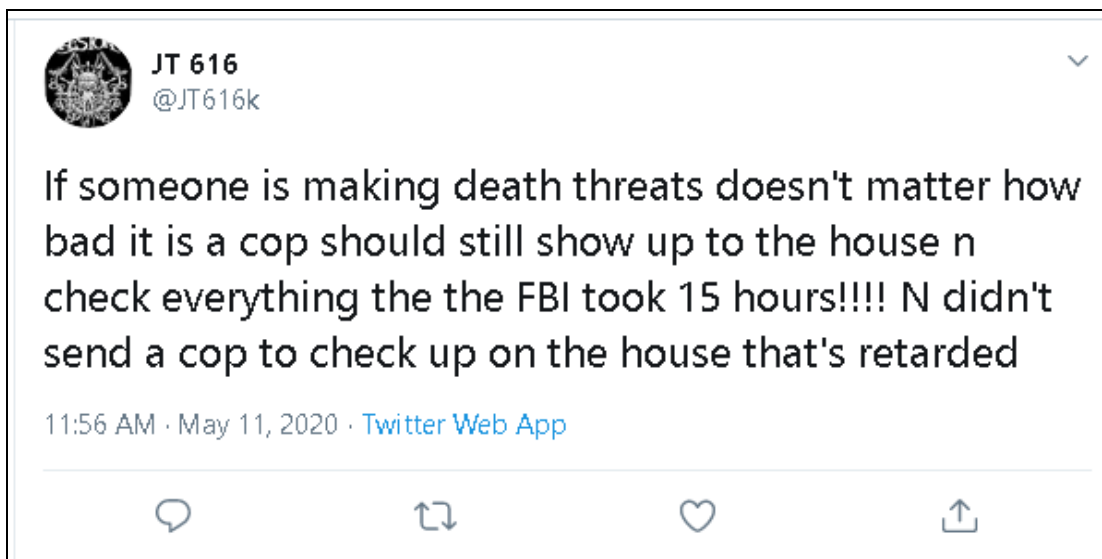 JT 616
@JT616k
If someone is making death threats doesn't matter how
bad it is a cop should still show up to the house n
check everything the the FBI took 15 hours!!!! N didn't
send a cop to check up on the house that's retarded
11:56 AM · May 11, 2020 · Twitter Web App